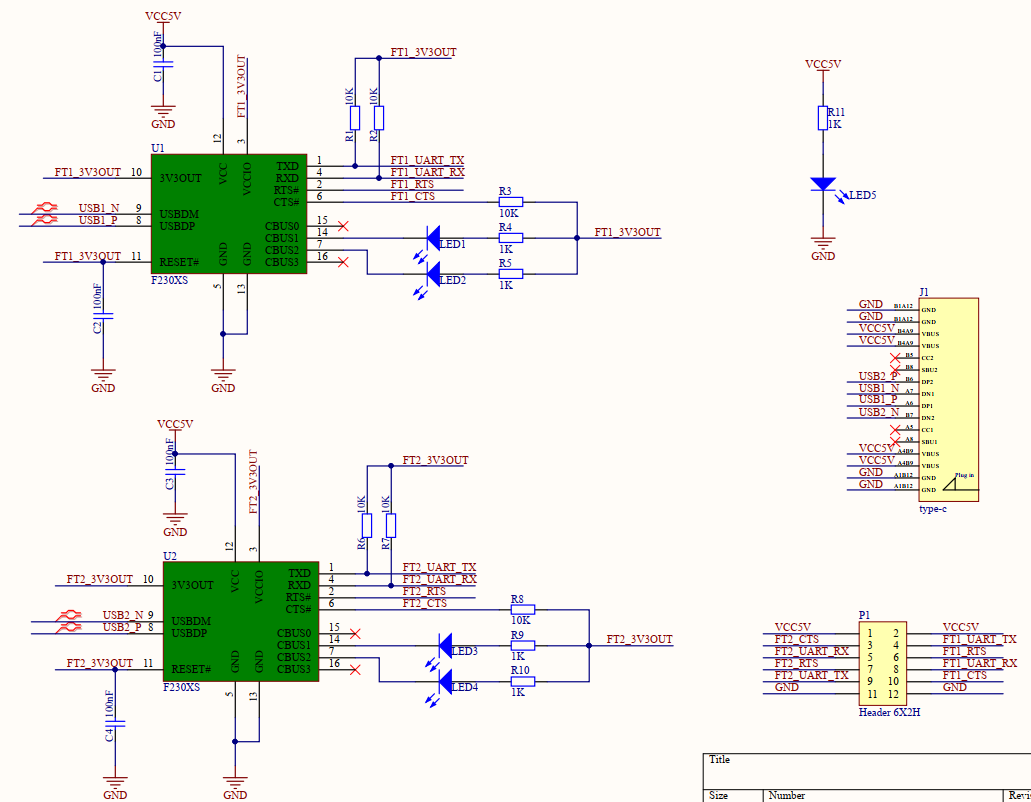 VCC5V
100nF
C1
GND
FT1_3V3OUT
12
3
U1
FT1_3V3OUT 10 3V3OUT
USB1_N 9 USBDM
USB1_P 8 USBDP
FT1_3V3OUT 11 RESET#
VCC
VCCIO
GND
GND
F230XS
5
13
GND
100nF
C2
GND
FT1_3V3OUT
10K
R1
10K
R2
TXD 1 FT1_UART_TX
RXD 4 FT1_UART_RX
RTS# 2 FT1_RTS
CTS# 6 FT1_CTS
CBUS0 15
CBUS1 14
CBUS2 7
CBUS3 16
R3
10K
R4
1K
R5
1K
LED1
LED2
FT1_3V3OUT
VCC5V
R11
1K
LED5
GND
J1
GND B1A12 GND
GND B1A12 GND
VCC5V B4A9 VBUS
VCC5V B4A9 VBUS
B5 CC2
B8 SBU2
USB2_P B6 DP2
USB1_N A7 DN1
USB1_P A6 DP1
USB2_N B7 DN2
A5 CC1
A8 SBU1
VCC5V A4B9 VBUS
VCC5V A4B9 VBUS
GND A1B12 GND
GND A1B12 GND
Plug in
type-c
VCC5V
100nF
C3
GND
FT2_3V3OUT
12
3
U2
FT2_3V3OUT 10 3V3OUT
USB2_N 9 USBDM
USB2_P 8 USBDP
FT2_3V3OUT 11 RESET#
VCC
VCCIO
GND
GND
F230XS
5
13
GND
100nF
C4
GND
FT2_3V3OUT
10K
R6
10K
R7
TXD 1 FT2_UART_TX
RXD 4 FT2_UART_RX
RTS# 2 FT2_RTS
CTS# 6 FT2_CTS
CBUS0 15
CBUS1 14
CBUS2 7
CBUS3 16
R8
10K
R9
1K
R10
1K
LED3
LED4
FT2_3V3OUT
P1
VCC5V 1 2 VCC5V
FT2_CTS 3 4 FT1_UART_TX
FT2_UART_RX 5 6 FT1_RTS
FT2_RTS 7 8 FT1_UART_RX
FT2_UART_TX 9 10 FT1_CTS
GND 11 12 GND
Header 6X2H
Title
Size Number